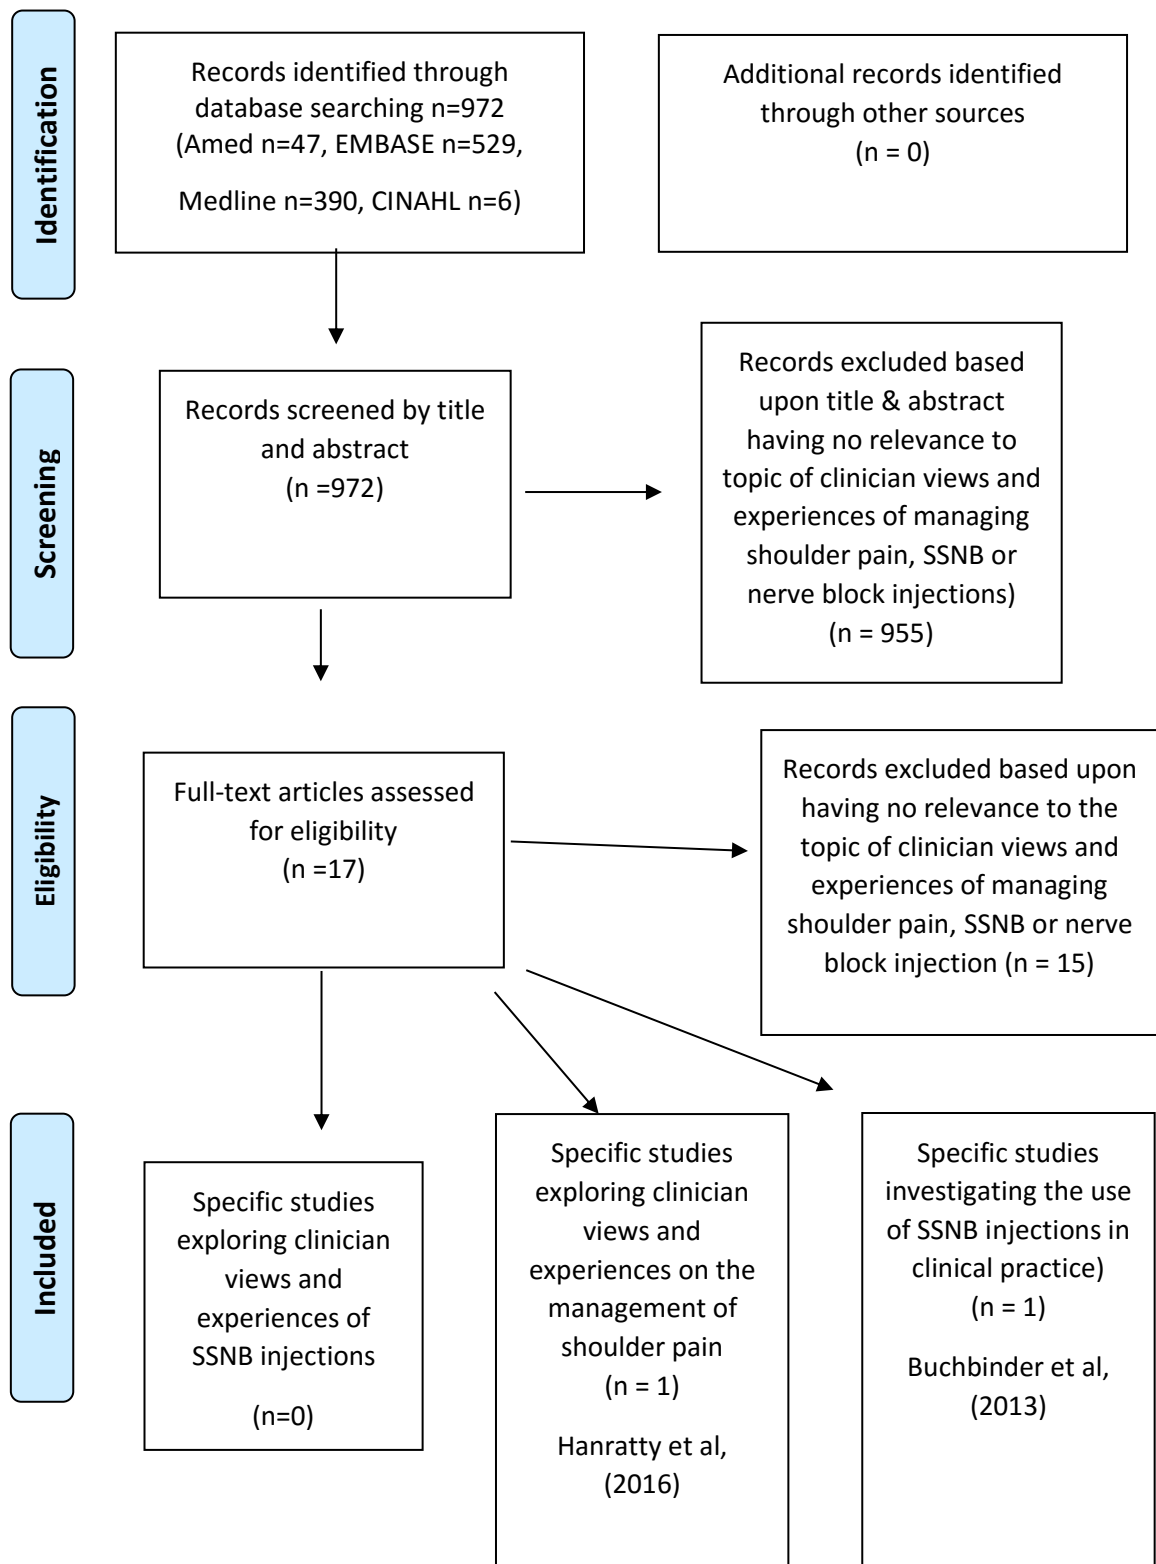 Identification
Records identified through
database searching n=972
(Amed n=47, EMBASE n=529,
Medline n=390, CINAHL n=6)
Additional records identified
through other sources
(n = 0)
Screening
Records screened by title
and abstract
(n =972)
Records excluded based
upon title & abstract
having no relevance to
topic of clinician views and
experiences of managing
shoulder pain, SSNB or
nerve block injections)
(n = 955)
Eligibility
Full-text articles assessed
for eligibility
(n =17)
Records excluded based upon
having no relevance to the
topic of clinician views and
experiences of managing
shoulder pain, SSNB or nerve
block injection (n = 15)
Included
Specific studies
exploring clinician
views and
experiences of
SSNB injections
(n=0)
Specific studies
exploring clinician
views and
experiences on the
management of
shoulder pain
(n = 1)
Hanratty et al,
(2016)
Specific studies
investigating the use
of SSNB injections in
clinical practice)
(n = 1)
Buchbinder et al,
(2013)